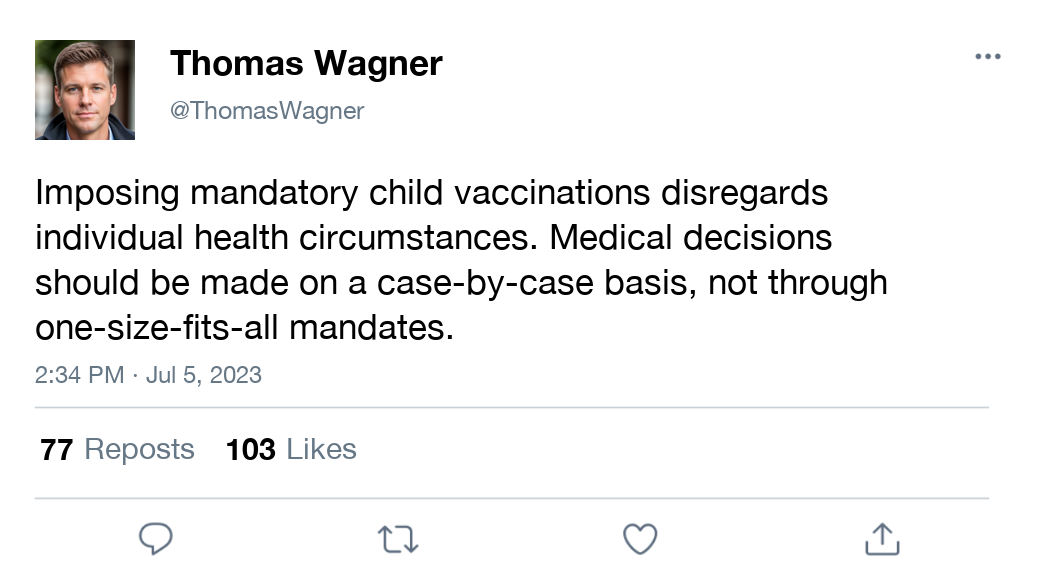 Thomas Wagner
@ThomasWagner
Imposing mandatory child vaccinations disregards
individual health circumstances. Medical decisions
should be made on a case-by-case basis, not through
one-size-fits-all mandates.
2:34 PM · Jul 5, 2023
77 Reposts 103 Likes